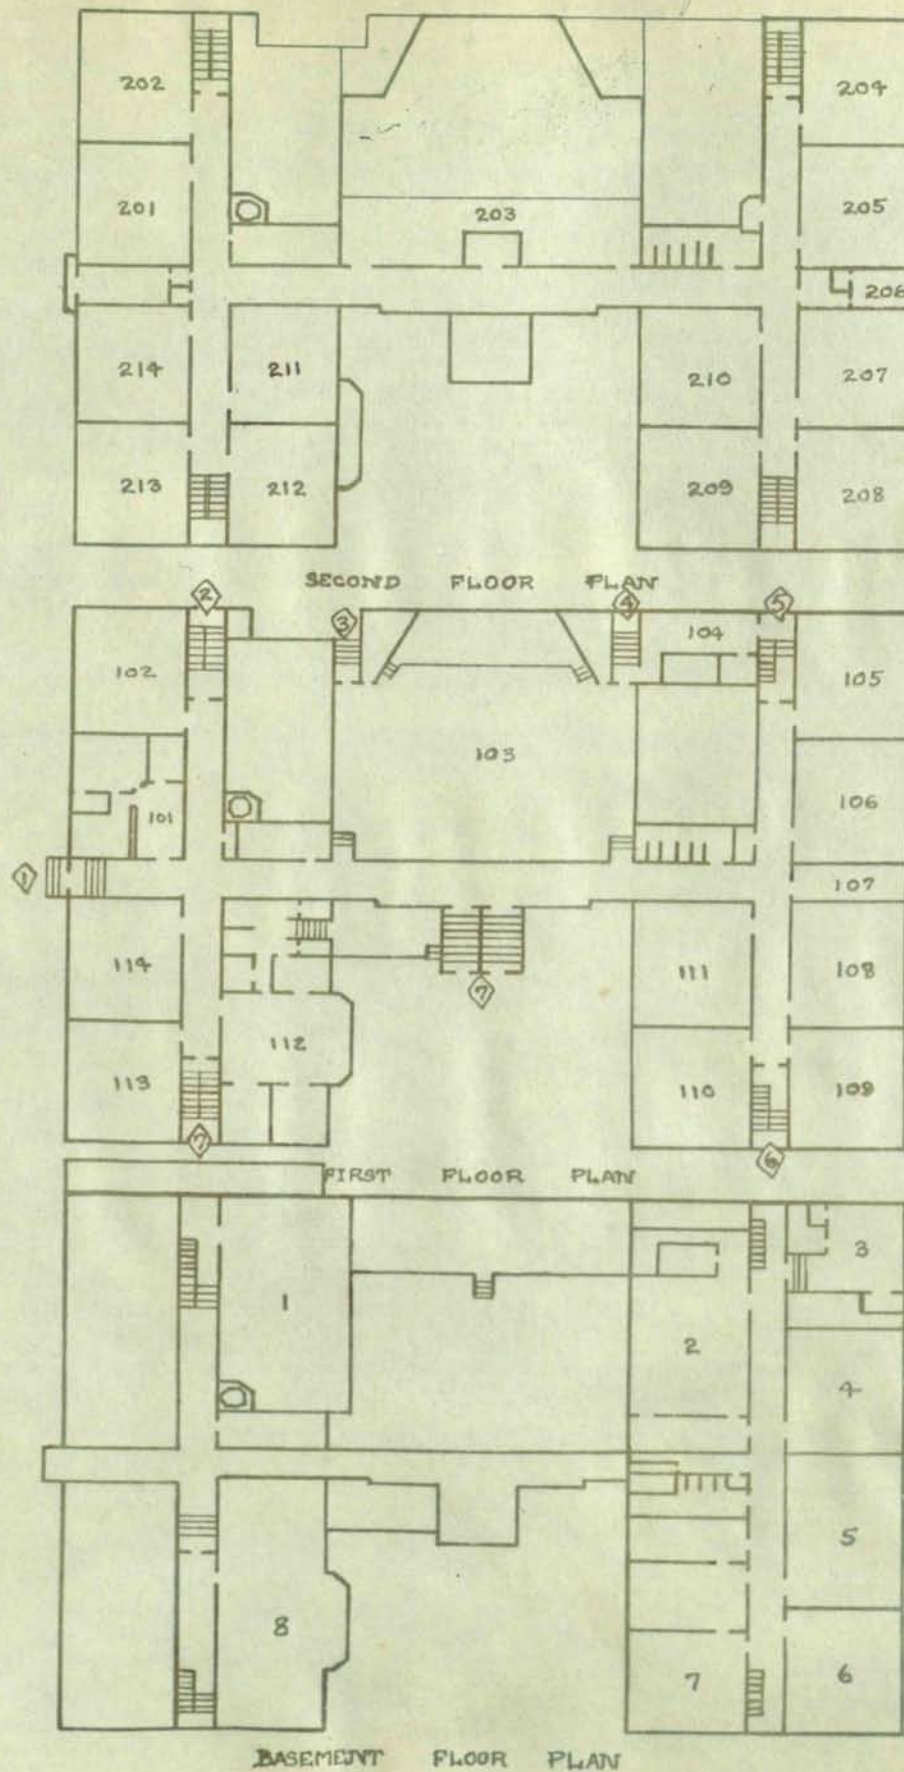 202 204
201 203 205
206
214 211 210 207
213 212 209 208
SECOND FLOOR PLAN
2 3 4 5
102 104 105
103
101 106
1 107
114 111 108
7
112
113 110 109
7 6
FIRST FLOOR PLAN
3
1 2
4
5
8 7 6
BASEMENT FLOOR PLAN